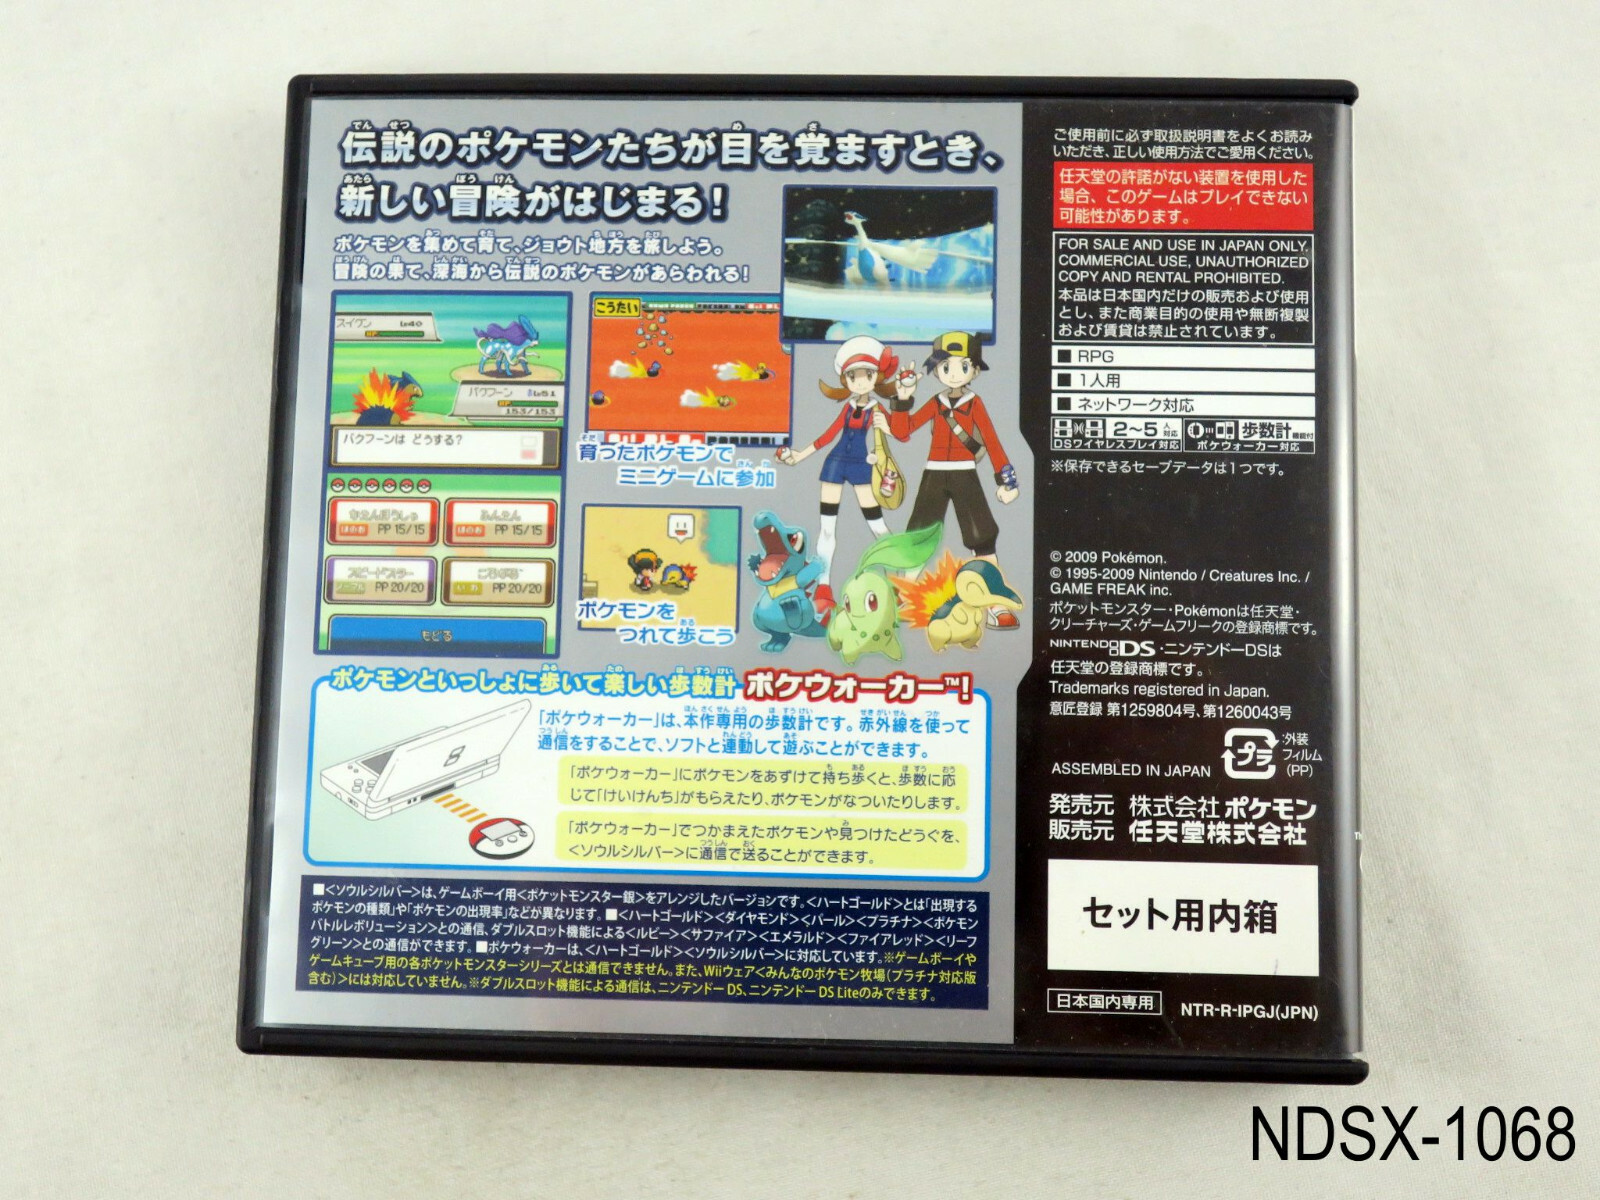 伝説のポケモンたちが目を覚ますとき、
新しい冒険がはじまる！
ポケモンを集めて育て、ジョウト地方を旅しよう。
冒険の果て、深海から伝説のポケモンがあらわれる！
スイクン Lv40
HP
バクフーン ♂Lv51
HP
153/153
バクフーンは どうする？
かえんほうしゃ
ほのお PP 15/15
ふんえん
ほのお PP 15/15
スピードスター
ノーマル PP 20/20
ころがる
いわ PP 20/20
もどる
こうたい
育ったポケモンで
ミニゲームに参加
ポケモンを
つれて歩こう
ポケモンといっしょに歩いて楽しい歩数計 ポケウォーカー™！
「ポケウォーカー」は、本作専用の歩数計です。赤外線を使って
通信をすることで、ソフトと連動して遊ぶことができます。
「ポケウォーカー」にポケモンをあずけて持ち歩くと、歩数に応
じて「けいけんち」がもらえたり、ポケモンがなついたりします。
「ポケウォーカー」でつかまえたポケモンや見つけたどうぐを、
<ソウルシルバー>に通信で送ることができます。
■<ソウルシルバー>は、ゲームボーイ用<ポケットモンスター銀>をアレンジしたバージョンです。<ハートゴールド>とは「出現する
ポケモンの種類」や「ポケモンの出現率」などが異なります。■<ハートゴールド><ダイヤモンド><パール><プラチナ><ポケモン
バトルレボリューション>との通信、ダブルスロット機能による<ルビー><サファイア><エメラルド><ファイアレッド><リーフ
グリーン>との通信ができます。■ポケウォーカーは、<ハートゴールド><ソウルシルバー>に対応しています。※ゲームボーイや
ゲームキューブ用の各ポケットモンスターシリーズとは通信できません。また、Wiiウェア<みんなのポケモン牧場(プラチナ対応版
含む)>には対応していません。※ダブルスロット機能による通信は、ニンテンドーDS、ニンテンドーDS Liteのみできます。
ご使用前に必ず取扱説明書をよくお読み
いただき、正しい使用方法でご愛用ください。
任天堂の許諾がない装置を使用した
場合、このゲームはプレイできない
可能性があります。
FOR SALE AND USE IN JAPAN ONLY.
COMMERCIAL USE, UNAUTHORIZED
COPY AND RENTAL PROHIBITED.
本品は日本国内だけの販売および使用
とし、また商業目的の使用や無断複製
および賃貸は禁止されています。
■ RPG
■ 1人用
■ ネットワーク対応
2～5人対応
DSワイヤレスプレイ対応
歩数計機能付
ポケウォーカー対応
※保存できるセーブデータは1つです。
© 2009 Pokémon.
© 1995-2009 Nintendo / Creatures Inc. /
GAME FREAK inc.
ポケットモンスター・Pokémonは任天堂・
クリーチャーズ・ゲームフリークの登録商標です。
NINTENDO DS・ニンテンドーDSは
任天堂の登録商標です。
Trademarks registered in Japan.
意匠登録 第1259804号、第1260043号
ASSEMBLED IN JAPAN
プラ
:外装
フィルム
(PP)
発売元 株式会社ポケモン
販売元 任天堂株式会社
セット用内箱
日本国内専用
NTR-R-IPGJ(JPN)
NDSX-1068